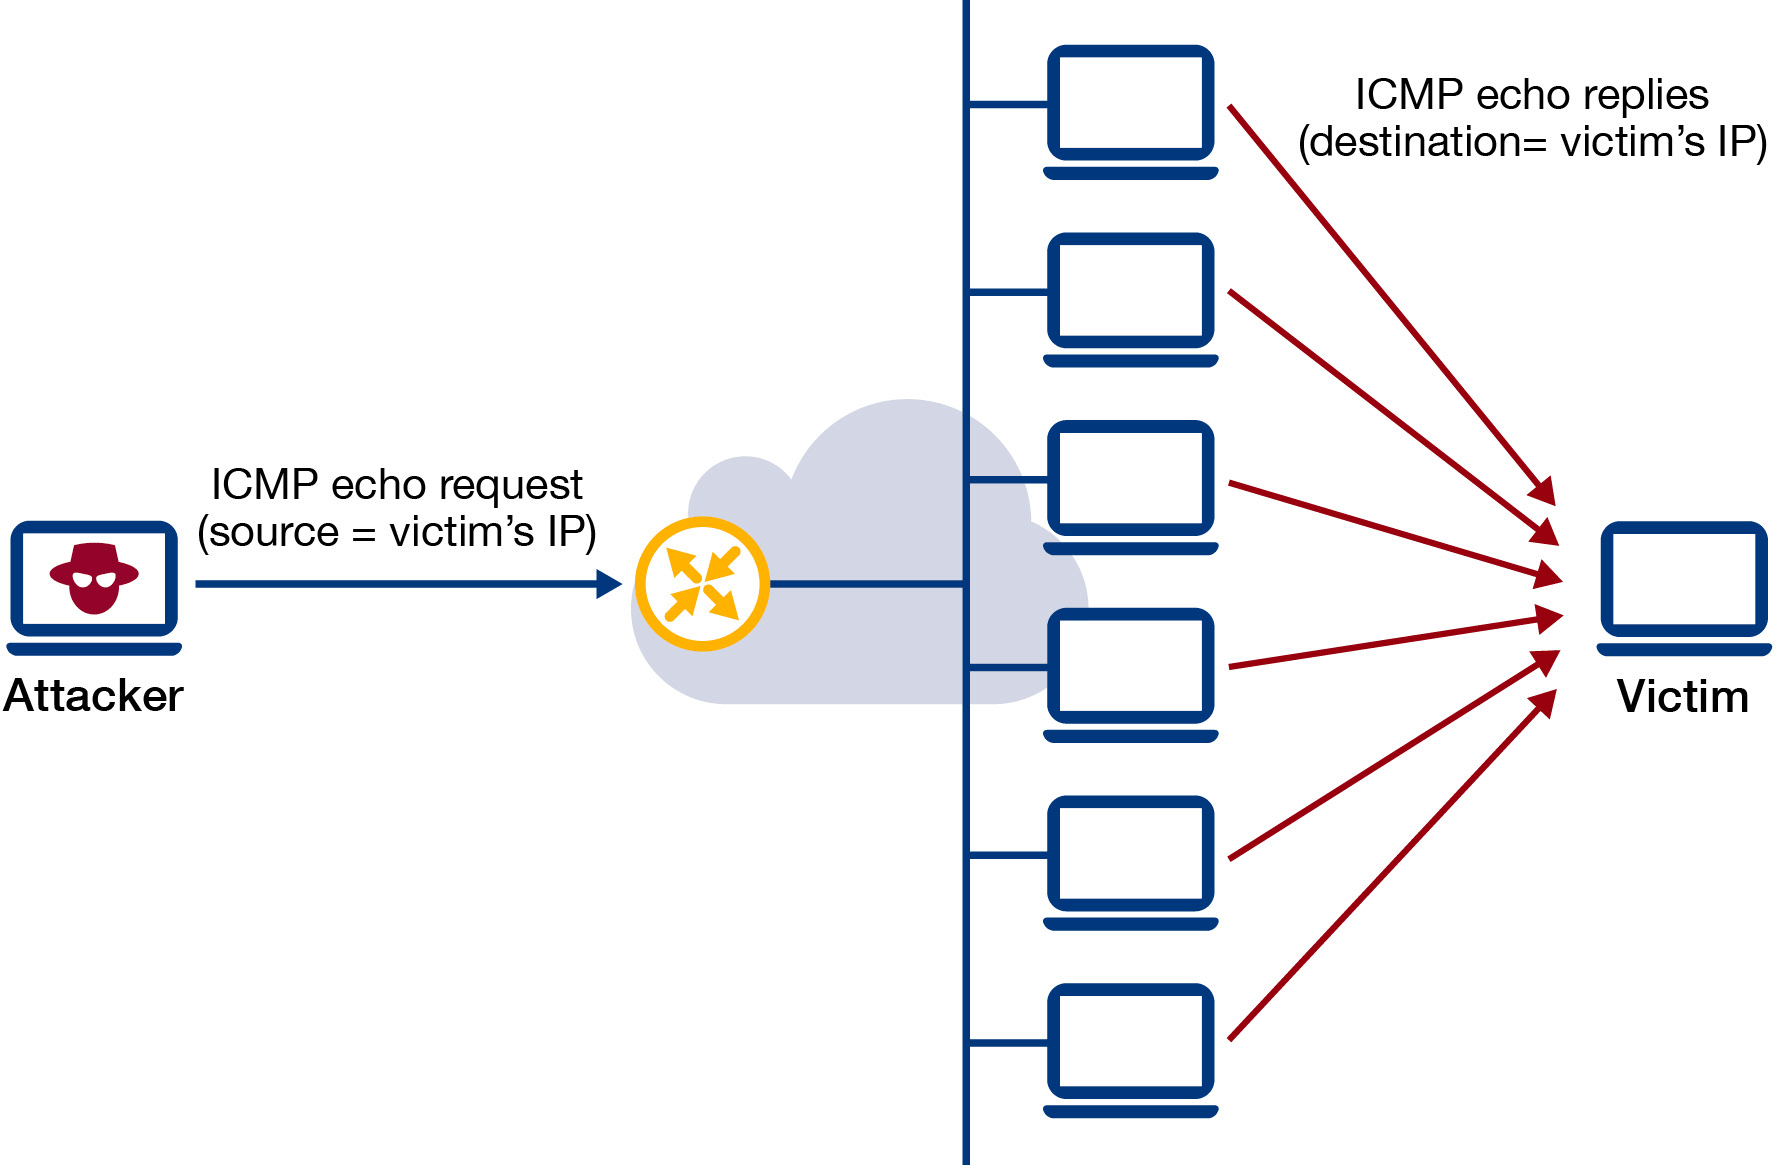 ICMP echo replies
(destination= victim’s IP)
ICMP echo request
(source = victim’s IP)
Attacker
Victim